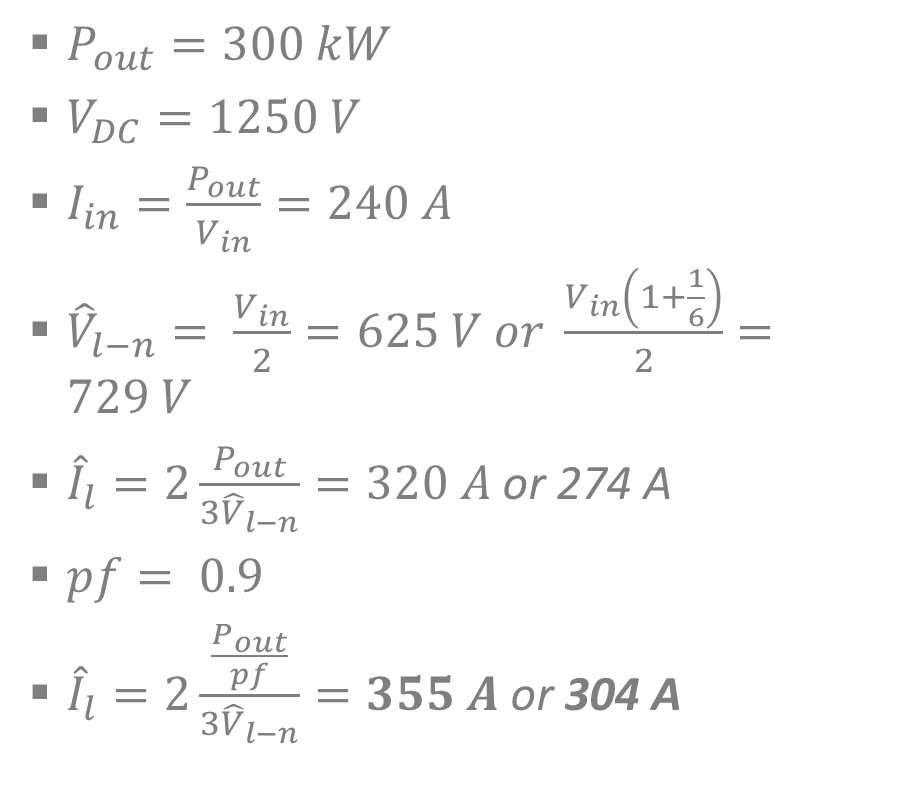 ▪ P_out = 300 kW
▪ V_DC = 1250 V
▪ I_in = P_out / V_in = 240 A
▪ V̂_l−n = V_in / 2 = 625 V or V_in(1+1/6) / 2 =
729 V
▪ Î_l = 2 P_out / 3V̂_l−n = 320 A or 274 A
▪ pf = 0.9
▪ Î_l = 2 (P_out / pf) / 3V̂_l−n = 355 A or 304 A